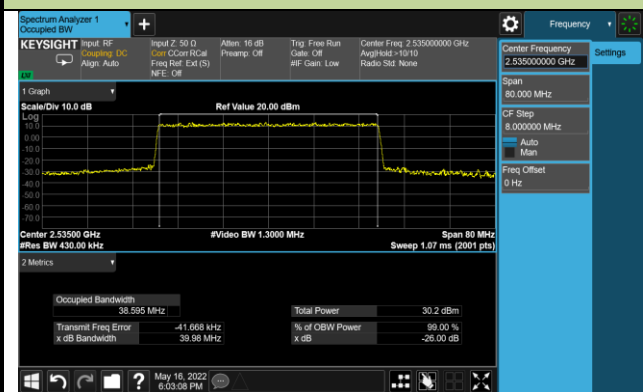 Spectrum Analyzer 1
Occupied BW
+
Frequency
KEYSIGHT
Input: RF
Coupling: DC
Align: Auto
Input Z: 50 Ω
Corr CCorr RCal
Freq Ref: Ext (S)
NFE: Off
Atten: 16 dB
Preamp: Off
Trig: Free Run
Gate: Off
#IF Gain: Low
Center Freq: 2.535000000 GHz
Avg|Hold:>10/10
Radio Std: None
Center Frequency
2.535000000 GHz
Settings
Span
80.000 MHz
CF Step
8.000000 MHz
Auto
Man
Freq Offset
0 Hz
1 Graph
Scale/Div 10.0 dB
Ref Value 20.00 dBm
Log
10.0
0.00
-10.0
-20.0
-30.0
-40.0
-50.0
-60.0
-70.0
Center 2.53500 GHz
#Video BW 1.3000 MHz
Span 80 MHz
#Res BW 430.00 kHz
Sweep 1.07 ms (2001 pts)
2 Metrics
Occupied Bandwidth
38.595 MHz
Total Power
30.2 dBm
Transmit Freq Error
-41.668 kHz
% of OBW Power
99.00 %
x dB Bandwidth
39.98 MHz
x dB
-26.00 dB
?
May 16, 2022
6:03:08 PM